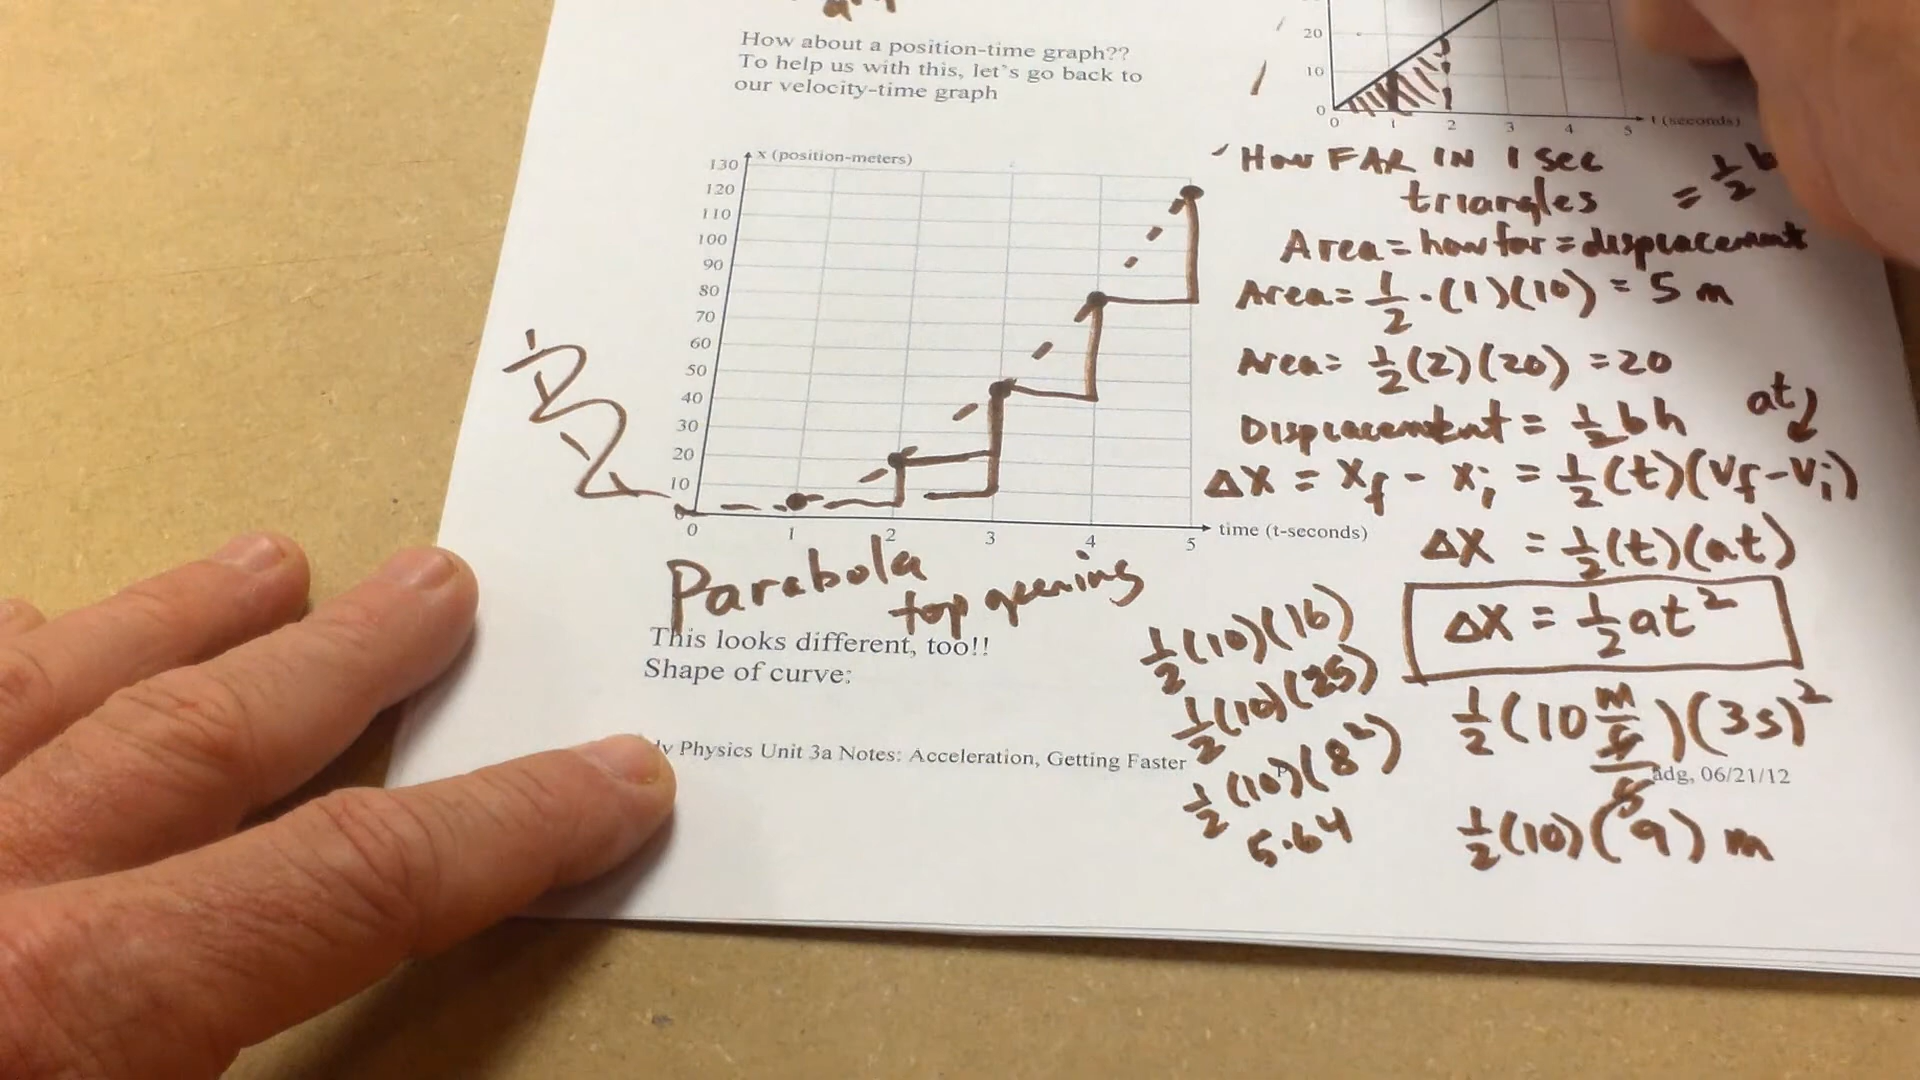 How about a position-time graph??
To help us with this, let's go back to
our velocity-time graph
20
10
0
0 1 2 3 4 5
t (seconds)
x (position-meters)
130
120
110
100
90
80
70
60
50
40
30
20
10
0
0 1 2 3 4 5
time (t-seconds)
How FAR IN 1 sec
triangles = 1/2 b
Area = how far = displacement
Area = 1/2 · (1)(10) = 5 m
Area = 1/2 (2)(20) = 20
at
Displacement = 1/2 bh
Δx = xf - xi = 1/2 (t)(vf - vi)
Δx = 1/2 (t)(at)
Δx = 1/2 at²
1/2 (10 m/s/s)(3s)²
1/2 (10)(9) m
1/2 (10)(16)
1/2 (10)(25)
1/2 (10)(8²)
5·64
Parabola
top opening
This looks different, too!!
Shape of curve:
Physics Unit 3a Notes: Acceleration, Getting Faster
adg, 06/21/12